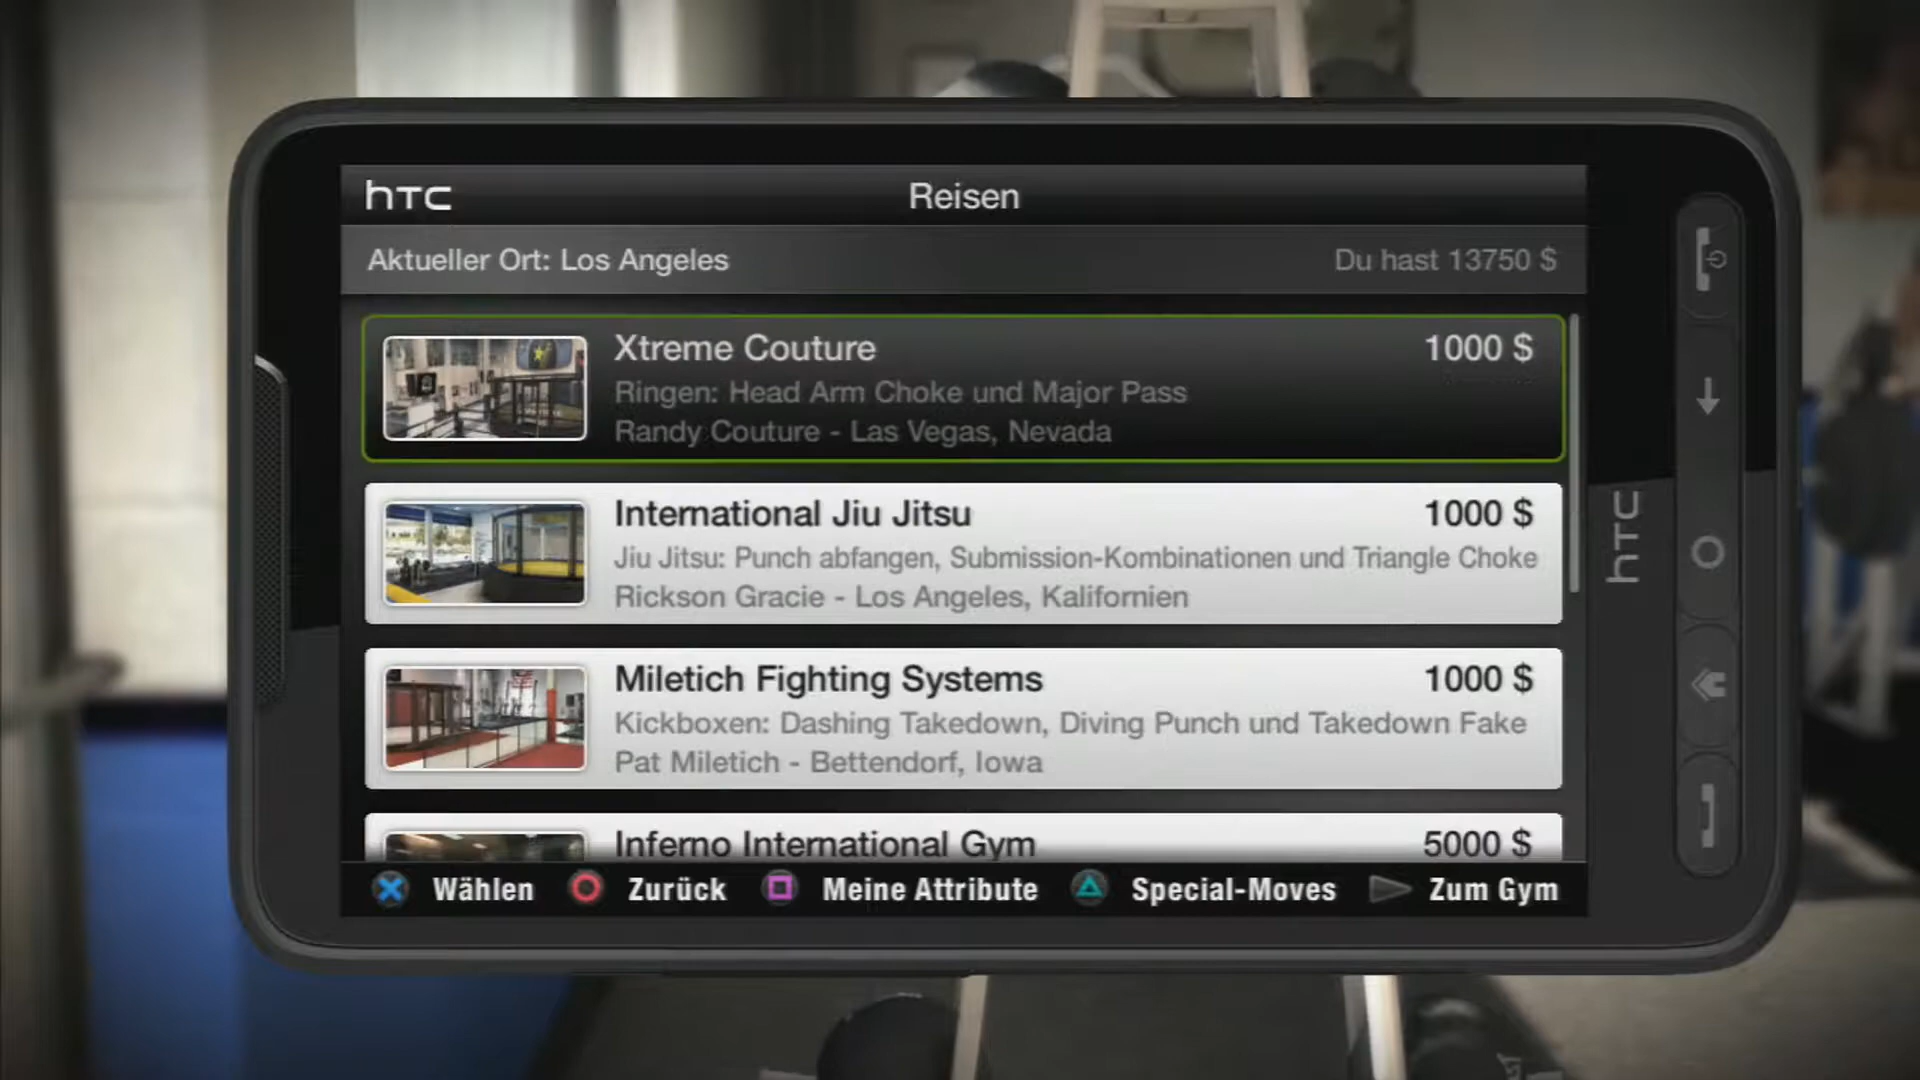 hTC
Reisen
Aktueller Ort: Los Angeles
Du hast 13750 $
Xtreme Couture
1000 $
Ringen: Head Arm Choke und Major Pass
Randy Couture - Las Vegas, Nevada
International Jiu Jitsu
1000 $
Jiu Jitsu: Punch abfangen, Submission-Kombinationen und Triangle Choke
Rickson Gracie - Los Angeles, Kalifornien
Miletich Fighting Systems
1000 $
Kickboxen: Dashing Takedown, Diving Punch und Takedown Fake
Pat Miletich - Bettendorf, Iowa
Inferno International Gym
5000 $
Wählen
Zurück
Meine Attribute
Special-Moves
Zum Gym
hTC